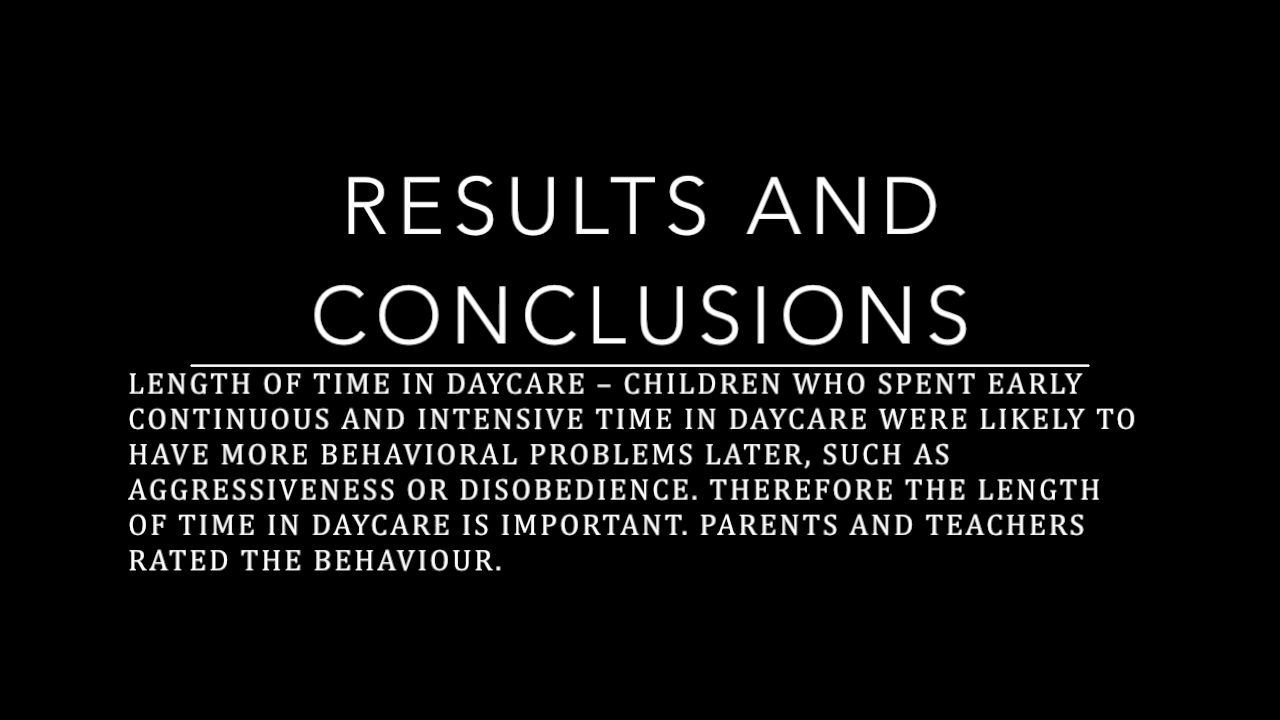 RESULTS AND
CONCLUSIONS
LENGTH OF TIME IN DAYCARE – CHILDREN WHO SPENT EARLY
CONTINUOUS AND INTENSIVE TIME IN DAYCARE WERE LIKELY TO
HAVE MORE BEHAVIORAL PROBLEMS LATER, SUCH AS
AGGRESSIVENESS OR DISOBEDIENCE. THEREFORE THE LENGTH
OF TIME IN DAYCARE IS IMPORTANT. PARENTS AND TEACHERS
RATED THE BEHAVIOUR.